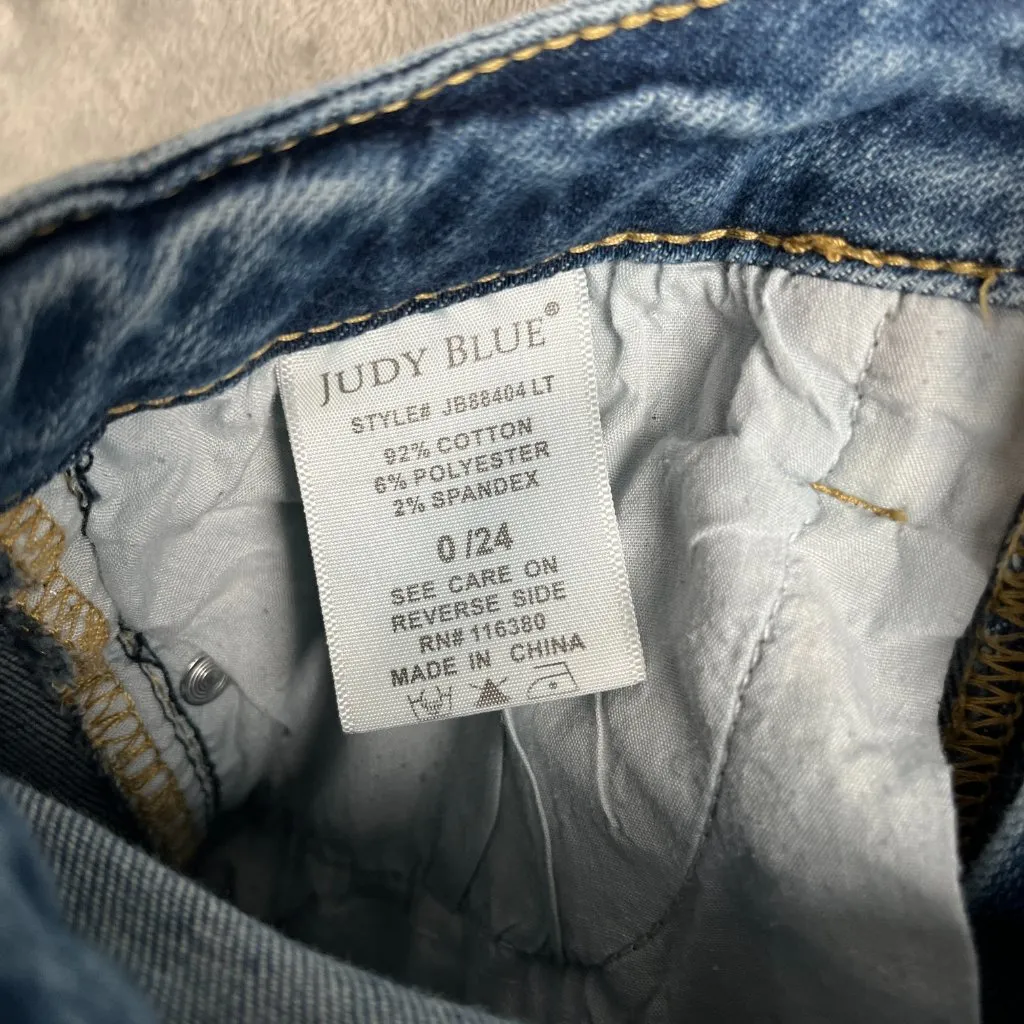 JUDY BLUE®
STYLE# JB88404 LT
92% COTTON
6% POLYESTER
2% SPANDEX
0 /24
SEE CARE ON
REVERSE SIDE
RN# 116380
MADE IN CHINA